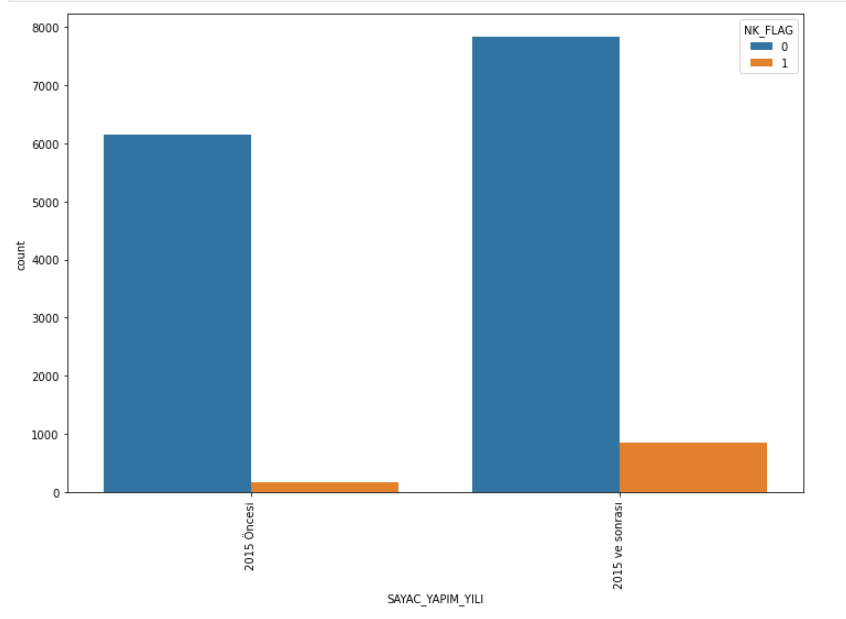 NK_FLAG
0
1
8000
7000
6000
5000
4000
3000
2000
1000
0
count
2015 Öncesi
2015 ve sonrası
SAYAC_YAPIM_YILI